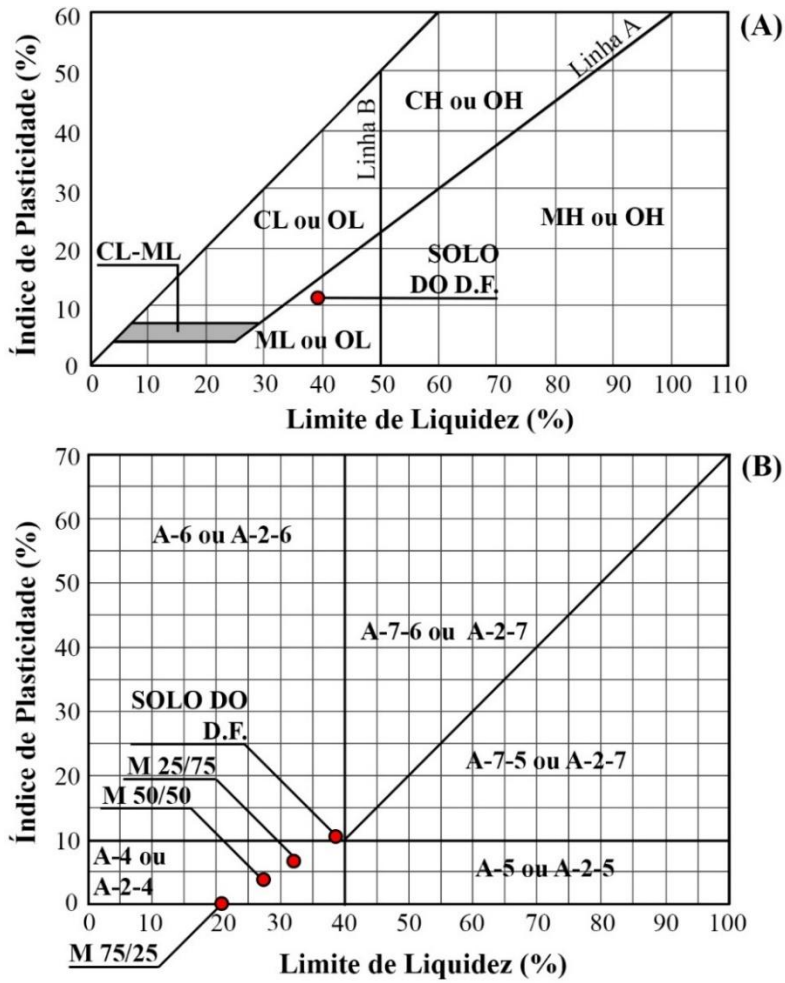 (A)
Índice de Plasticidade (%)
60
50
40
30
20
10
0
Linha A
Linha B
CH ou OH
CL ou OL
MH ou OH
CL-ML
SOLO
DO D.F.
ML ou OL
0 10 20 30 40 50 60 70 80 90 100 110
Limite de Liquidez (%)
(B)
Índice de Plasticidade (%)
70
60
50
40
30
20
10
0
A-6 ou A-2-6
A-7-6 ou A-2-7
SOLO DO
D.F.
M 25/75
M 50/50
A-7-5 ou A-2-7
A-4 ou
A-2-4
A-5 ou A-2-5
0 10 20 30 40 50 60 70 80 90 100
M 75/25
Limite de Liquidez (%)